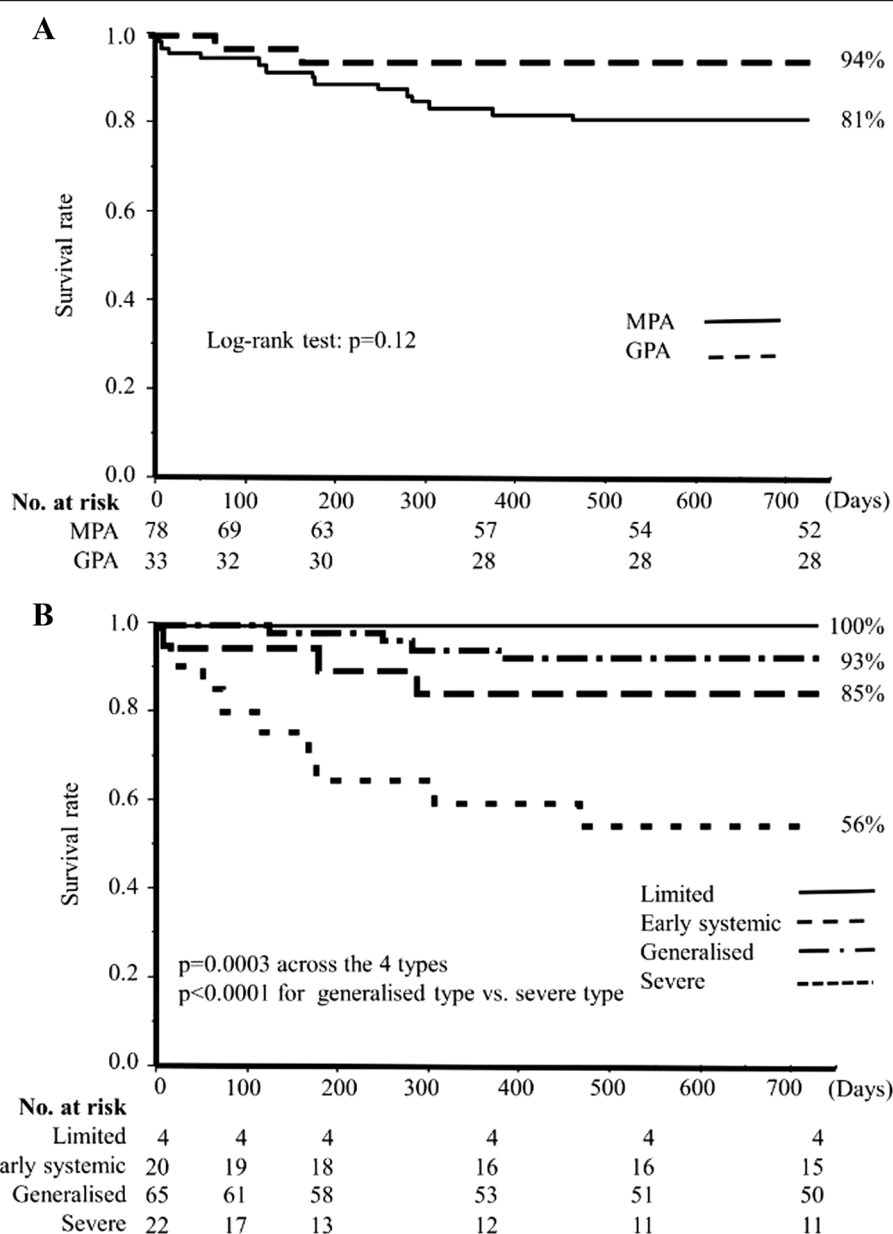 A
1.0
0.8
0.6
0.4
0.2
0.0
Survival rate
94%
81%
Log-rank test: p=0.12
MPA
GPA
0 100 200 300 400 500 600 700 (Days)
No. at risk
MPA 78 69 63 57 54 52
GPA 33 32 30 28 28 28
B
1.0
0.8
0.6
0.4
0.2
0.0
Survival rate
100%
93%
85%
56%
Limited
Early systemic
Generalised
Severe
p=0.0003 across the 4 types
p<0.0001 for generalised type vs. severe type
0 100 200 300 400 500 600 700 (Days)
No. at risk
Limited 4 4 4 4 4 4
arly systemic 20 19 18 16 16 15
Generalised 65 61 58 53 51 50
Severe 22 17 13 12 11 11